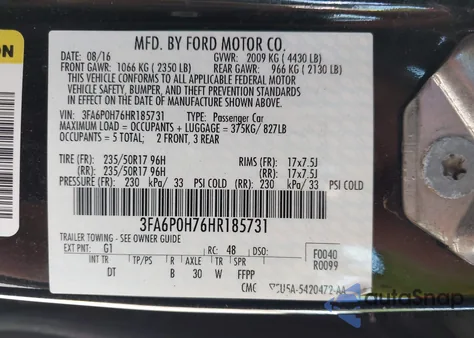 ON
MFD. BY FORD MOTOR CO.
DATE: 08/16 GVWR: 2009 KG ( 4430 LB)
FRONT GAWR: 1066 KG ( 2350 LB) REAR GAWR: 966 KG ( 2130 LB)
THIS VEHICLE CONFORMS TO ALL APPLICABLE FEDERAL MOTOR
VEHICLE SAFETY, BUMPER, AND THEFT PREVENTION STANDARDS
IN EFFECT ON THE DATE OF MANUFACTURE SHOWN ABOVE.
VIN: 3FA6P0H76HR185731 TYPE: Passenger Car
MAXIMUM LOAD = OCCUPANTS + LUGGAGE = 375KG/ 827LB
OCCUPANTS = 5 TOTAL: 2 FRONT, 3 REAR
TIRE (FR): 235/50R17 96H RIMS (FR): 17x7.5J
(RR): 235/50R17 96H (RR): 17x7.5J
PRESSURE (FR): 230 kPa/ 33 PSI COLD (RR): 230 kPa/ 33 PSI COLD
3FA6P0H76HR185731
TRAILER TOWING - SEE OWNER GUIDE
EXT PNT: G1 RC: 48 DSO: F0040
R0099
INT TR TP/PS R AXLE TR SPR
DT B 30 W FFPP
CMC 5U5A-5420472-AA
autoSnap